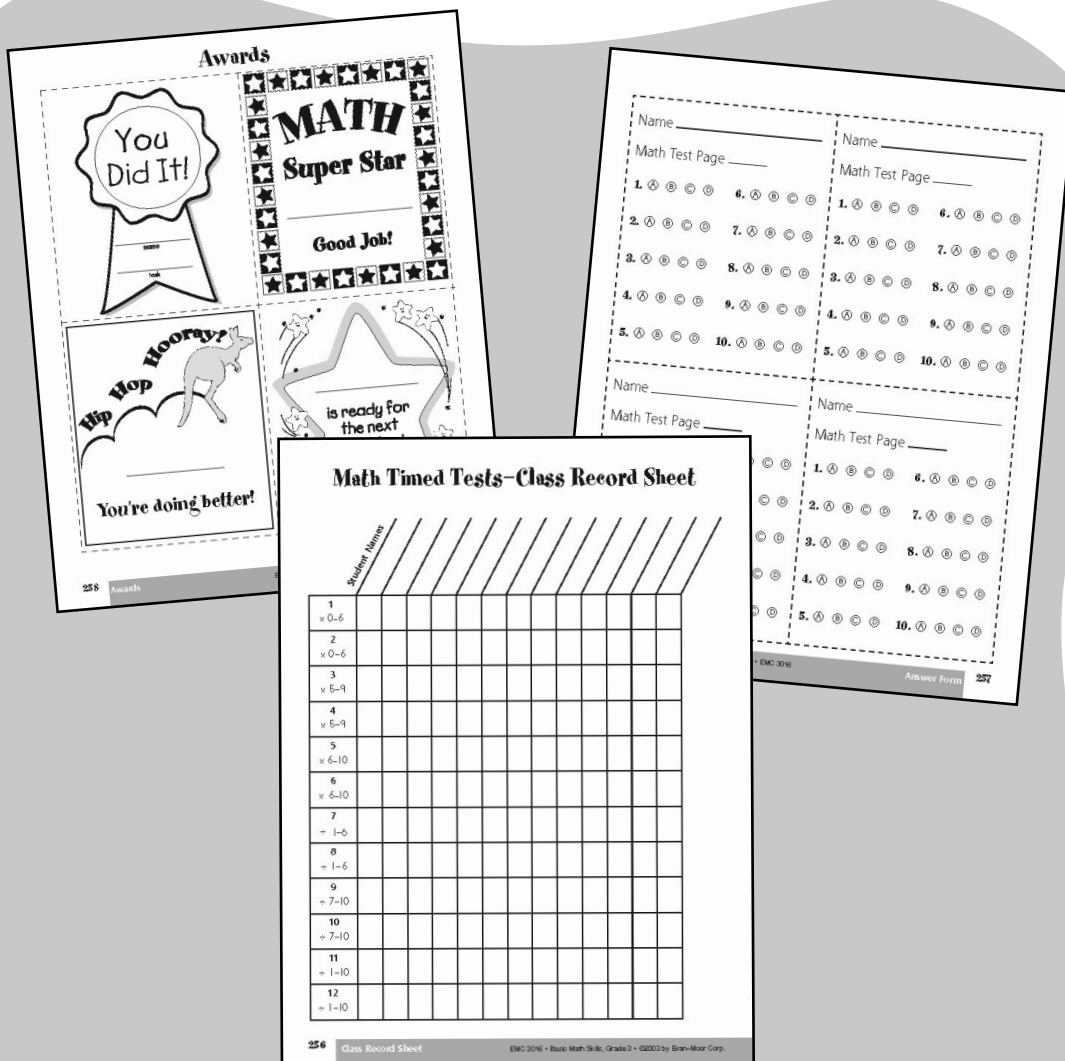 Awards
You
Did It!
name
task
MATH
Super Star
Good Job!
Hip Hop Hooray!
You're doing better!
is ready for
the next
258 Awards
Name
Math Test Page
1. A B C D 6. A B C D
2. A B C D 7. A B C D
3. A B C D 8. A B C D
4. A B C D 9. A B C D
5. A B C D 10. A B C D
Name
Math Test Page
1. A B C D 6. A B C D
2. A B C D 7. A B C D
3. A B C D 8. A B C D
4. A B C D 9. A B C D
5. A B C D 10. A B C D
Name
Math Test Page
C D
C D
C D
C D
C D
Name
Math Test Page
1. A B C D 6. A B C D
2. A B C D 7. A B C D
3. A B C D 8. A B C D
4. A B C D 9. A B C D
5. A B C D 10. A B C D
• EMC 3016 Answer Form 257
Math Timed Tests–Class Record Sheet
Student Names
1
× 0–6
2
× 0–6
3
× 5–9
4
× 5–9
5
× 6–10
6
× 6–10
7
÷ 1–6
8
÷ 1–6
9
÷ 7–10
10
÷ 7–10
11
÷ 1–10
12
÷ 1–10
256 Class Record Sheet EMC 3016 • Basic Math Skills, Grade 3 • ©2003 by Evan-Moor Corp.